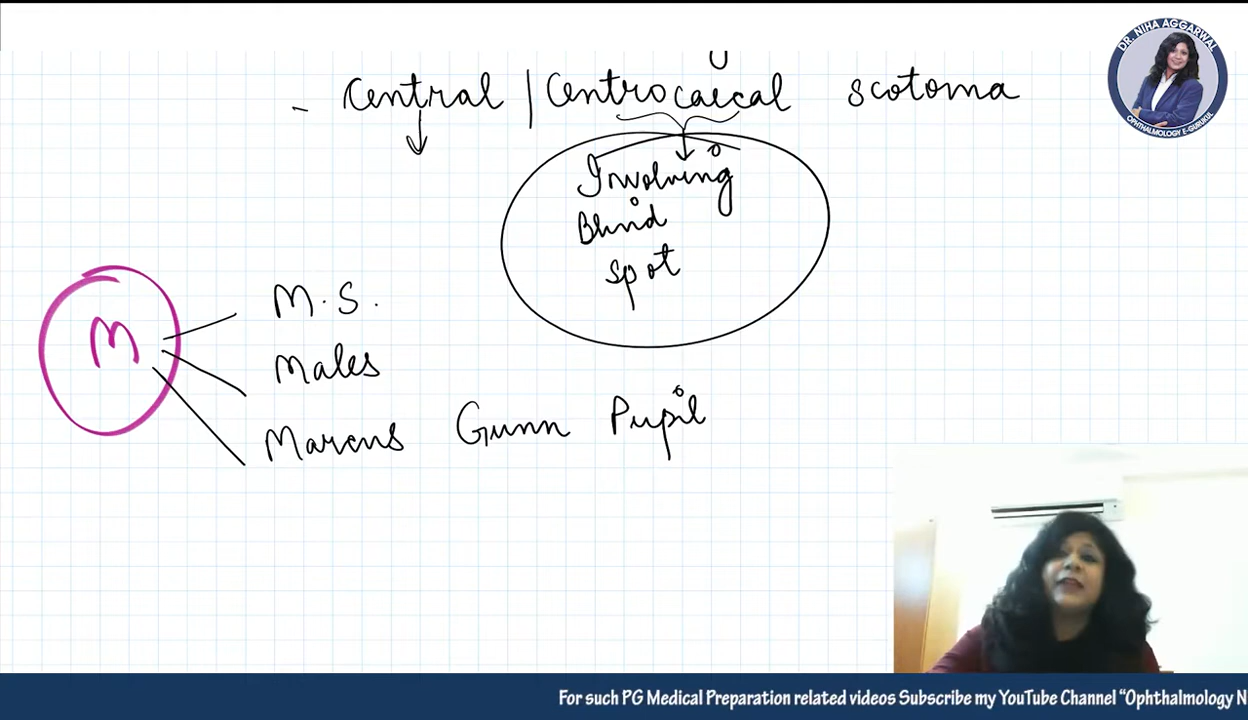 - Central / Centrocaecal scotoma
Involving
Blind
spot
M
M.S.
Males
Marcus Gunn Pupil
DR. NIHA AGGARWAL
OPHTHALMOLOGY E-GURUKUL
For such PG Medical Preparation related videos Subscribe my YouTube Channel “Ophthalmology N